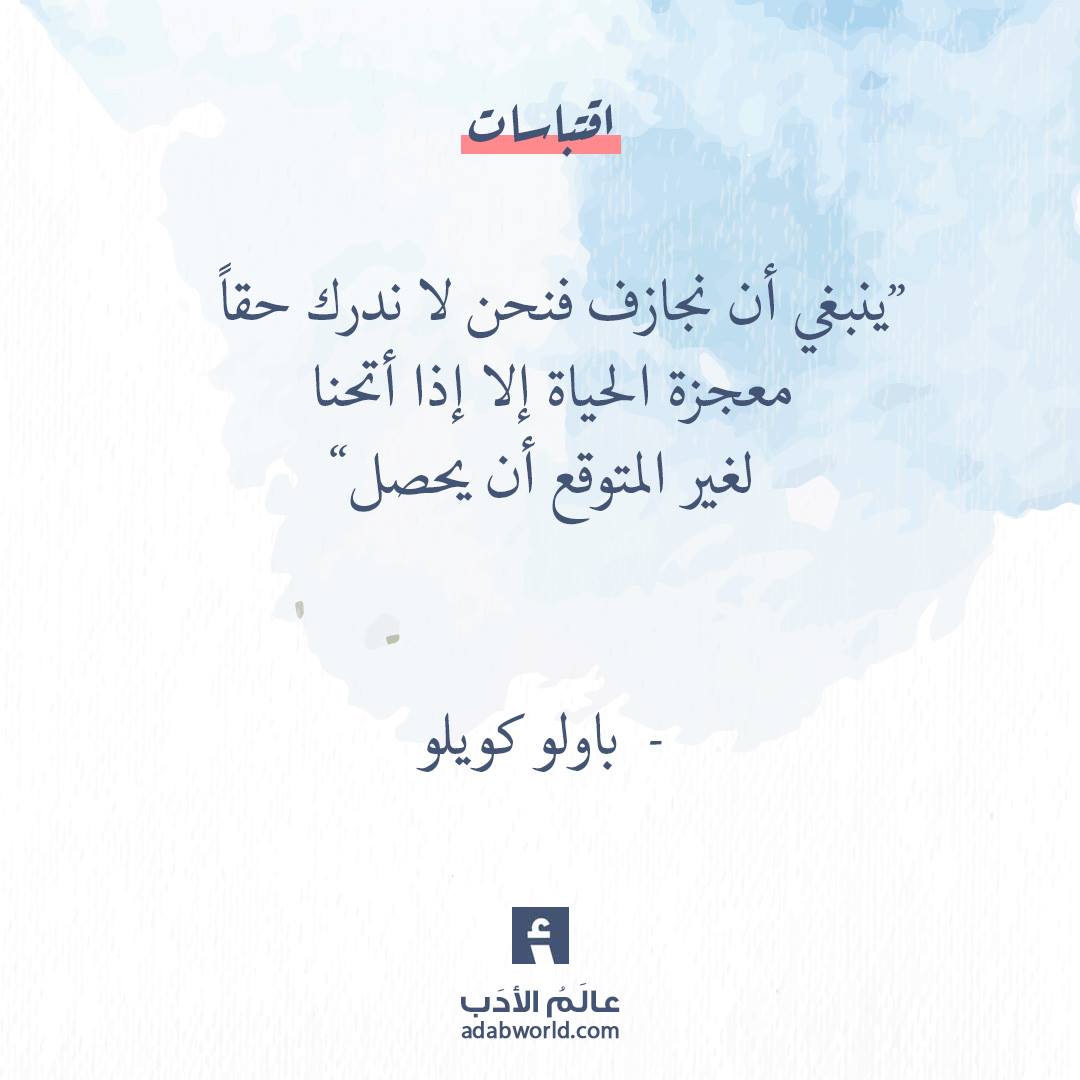 اقتباسات
”ينبغي أن نجازف فنحن لا ندرك حقاً
معجزة الحياة إلا إذا أتحنا
لغير المتوقع أن يحصل“
- باولو كويلو
أ
عالَمُ الأدَب
adabworld.com